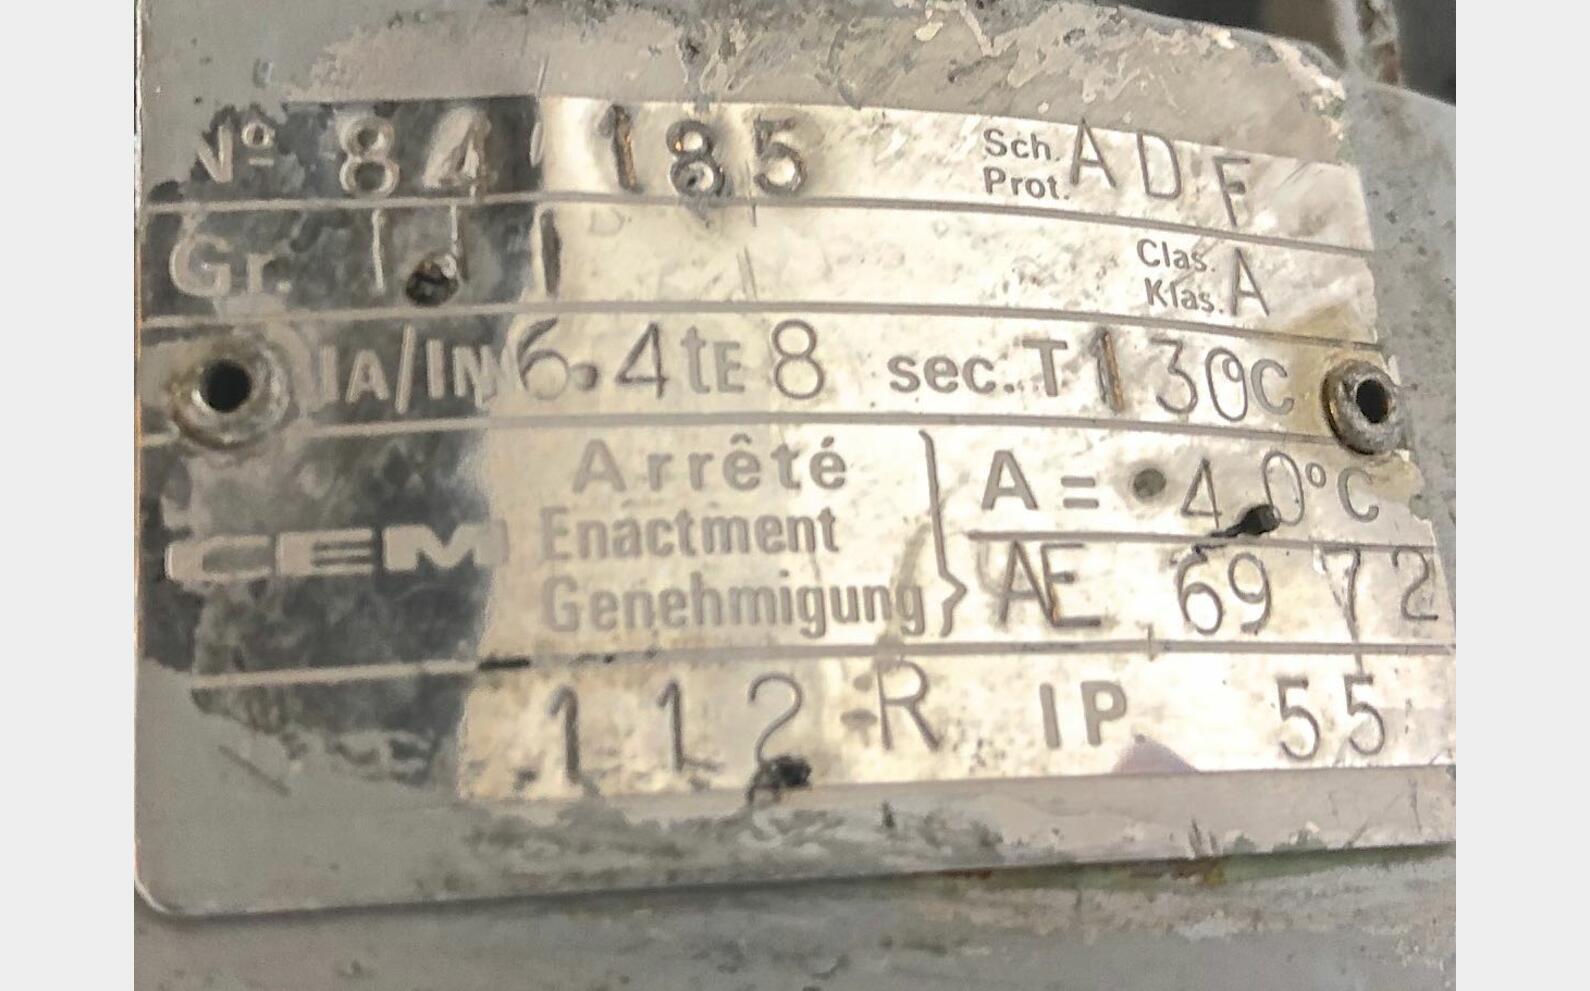 Nº 84 185 Sch. Prot. ADF
Gr. III Clas. Klas. A
IA/IN 6.4 tE 8 sec. T 130C
CEM Arrêté Enactment Genehmigung } A = 40°C
AE 69 72
112 R IP 55